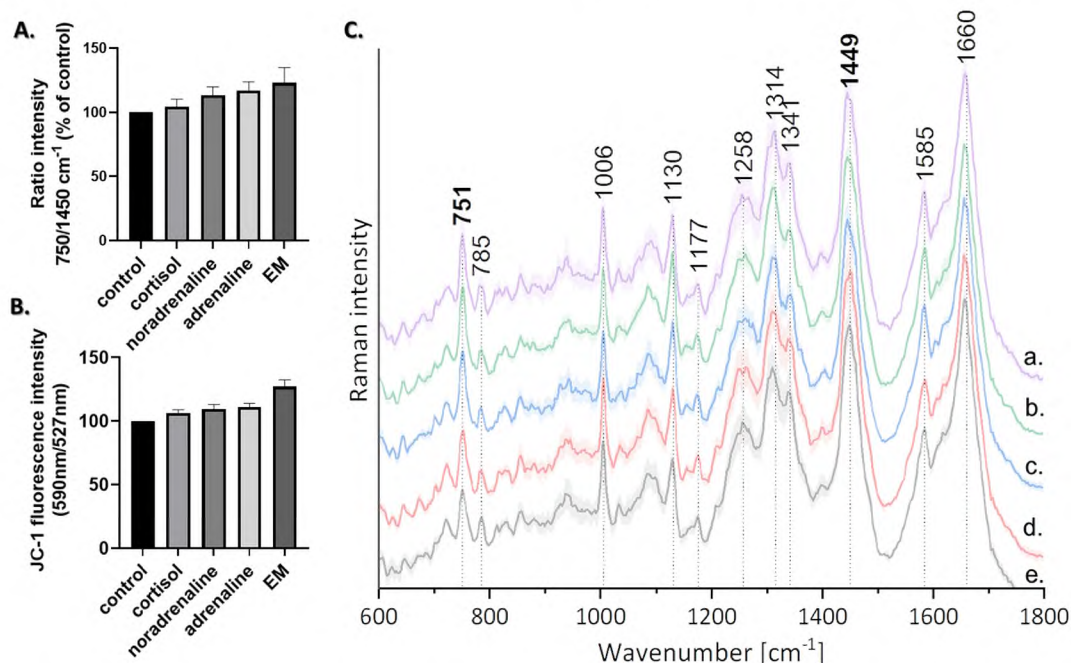 A.
Ratio intensity
750/1450 cm⁻¹ (% of control)
150
100
50
0
control
cortisol
noradrenaline
adrenaline
EM
B.
JC-1 fluorescence intensity
(590nm/527nm)
150
100
50
0
control
cortisol
noradrenaline
adrenaline
EM
C.
Raman intensity
751
785
1006
1130
1177
1258
1314
1341
1449
1585
1660
a.
b.
c.
d.
e.
600
800
1000
1200
1400
1600
1800
Wavenumber [cm⁻¹]